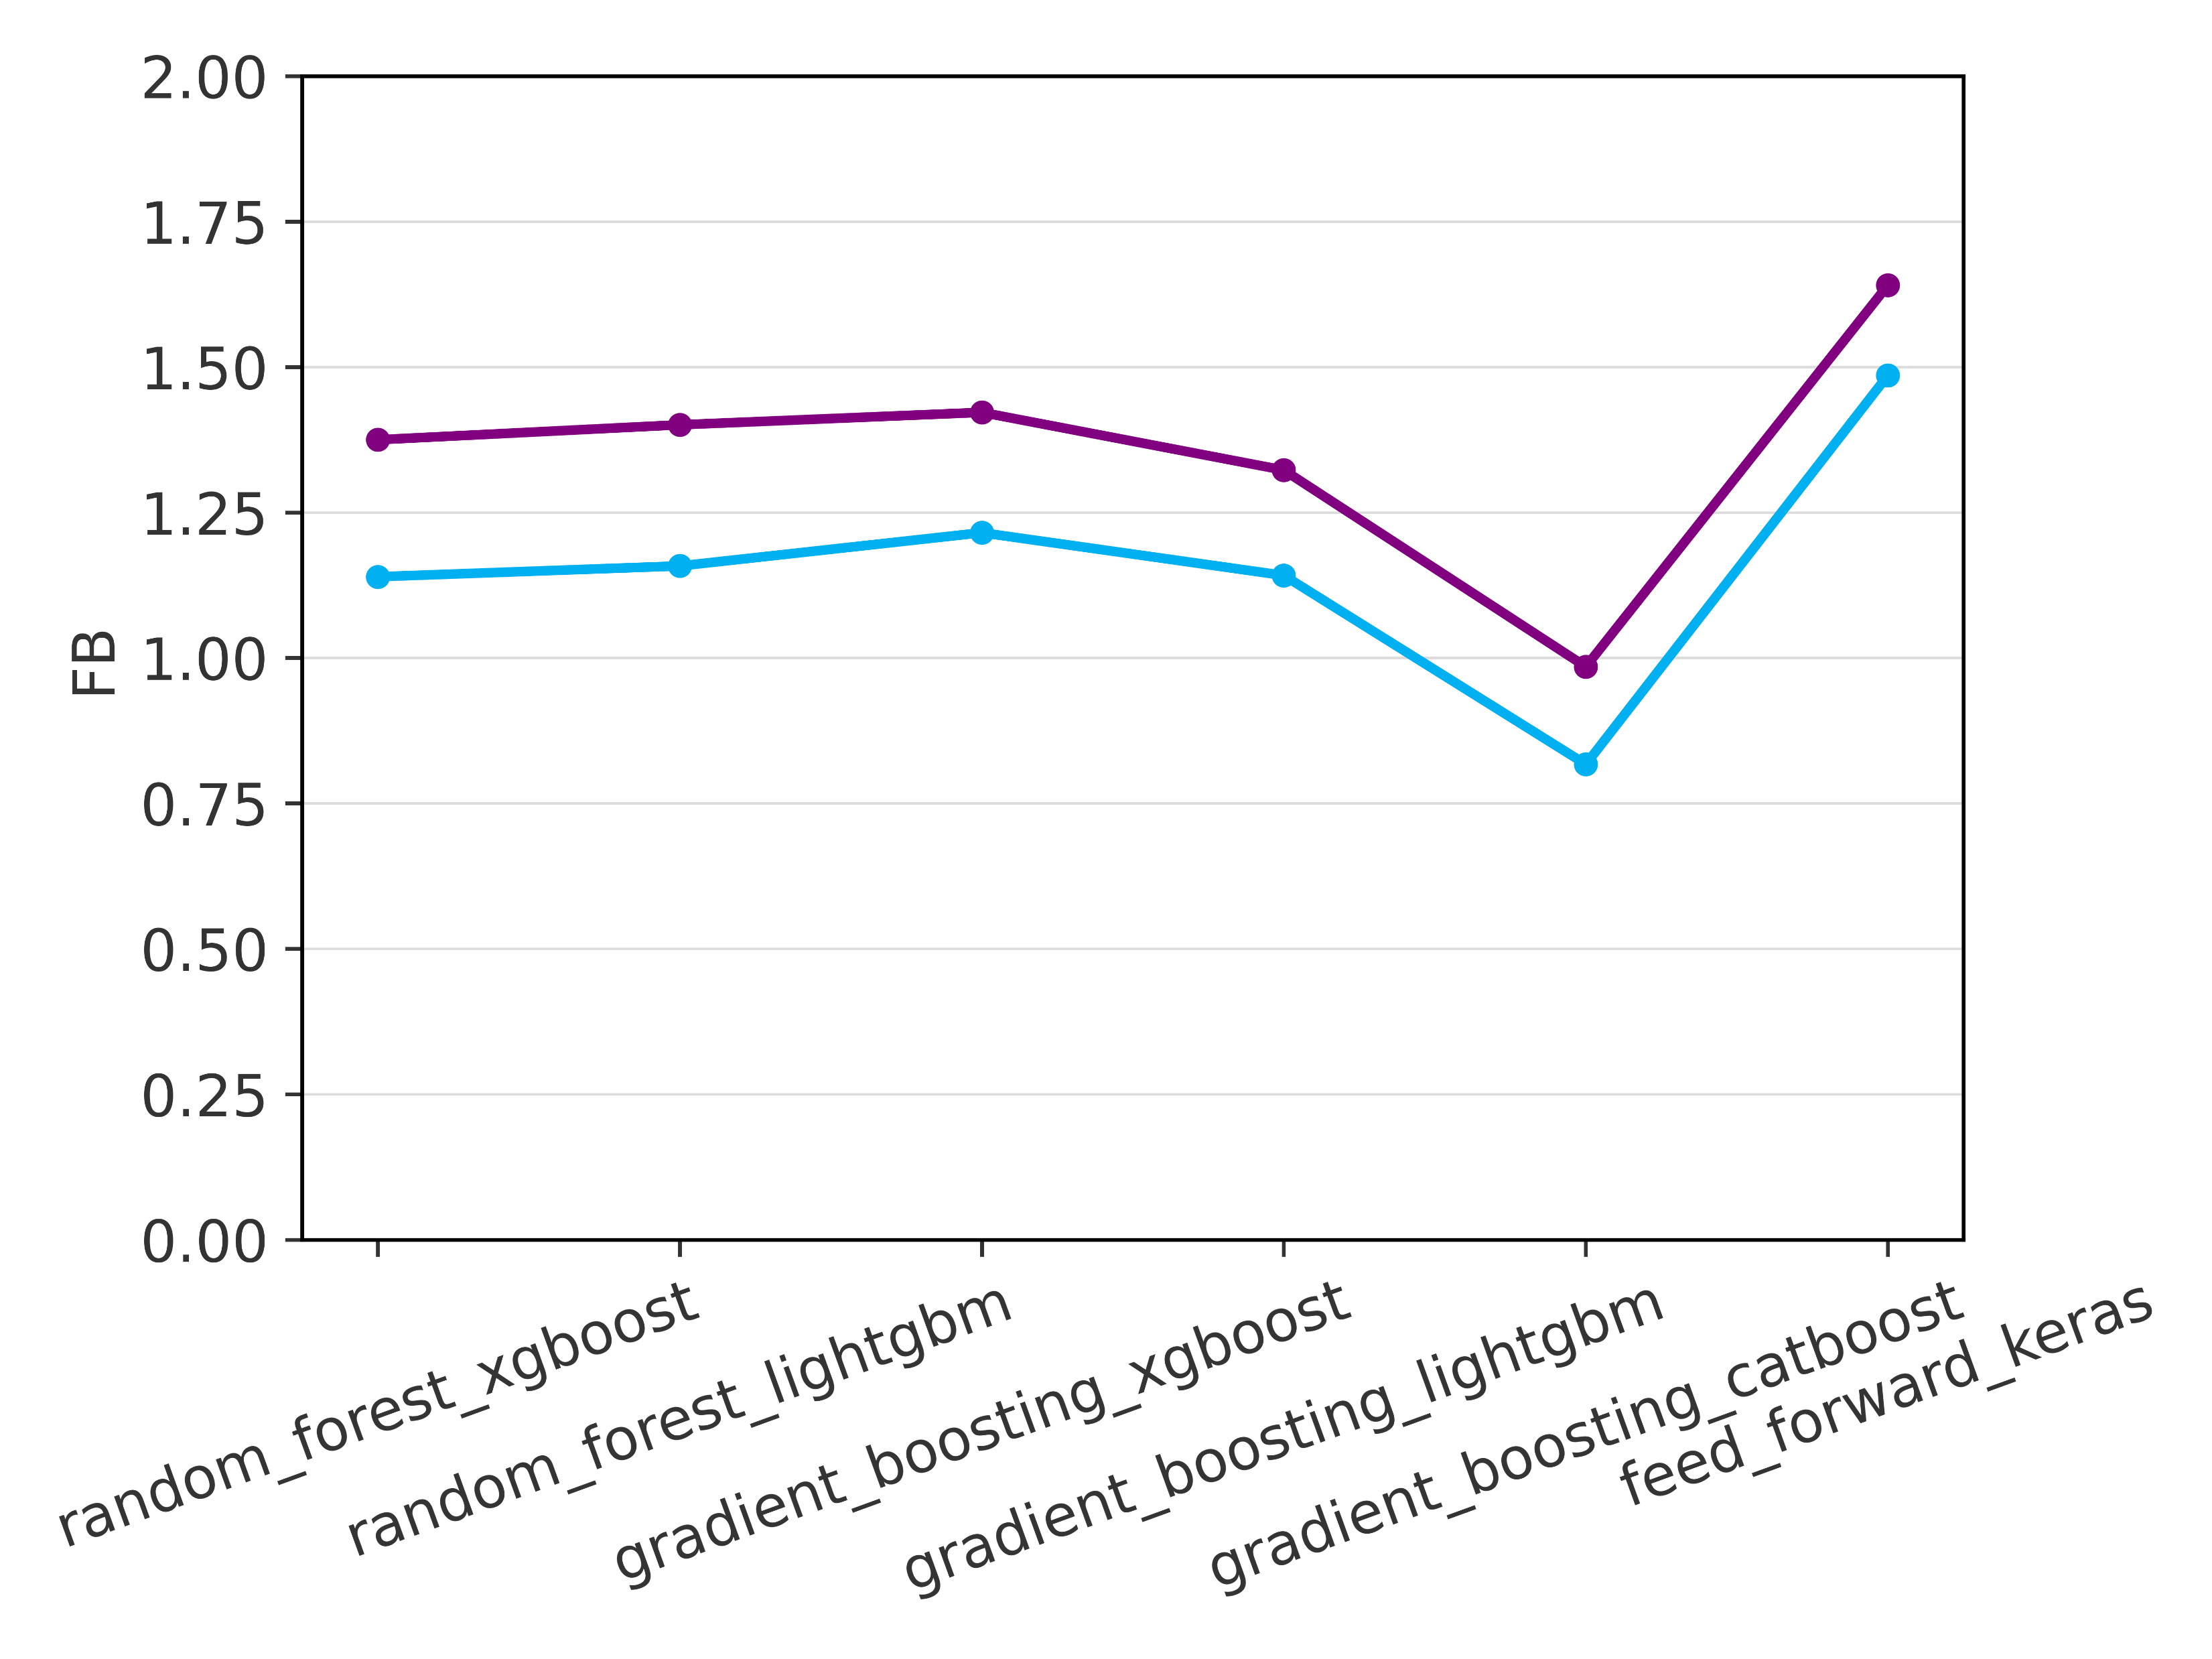 2.00
1.75
1.50
1.25
1.00
0.75
0.50
0.25
0.00
FB
random_forest_xgboost
random_forest_lightgbm
gradient_boosting_xgboost
gradient_boosting_lightgbm
gradient_boosting_catboost
feed_forward_keras